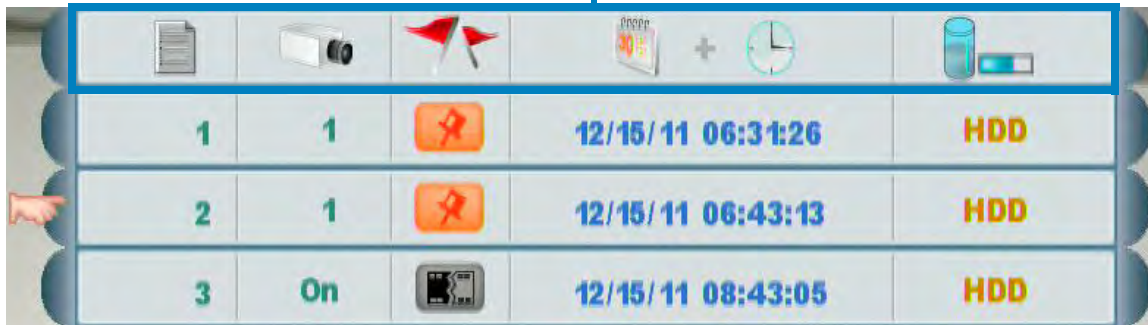 30
+
1 1 12/15/11 06:31:26 HDD
2 1 12/15/11 06:43:13 HDD
3 On 12/15/11 08:43:05 HDD